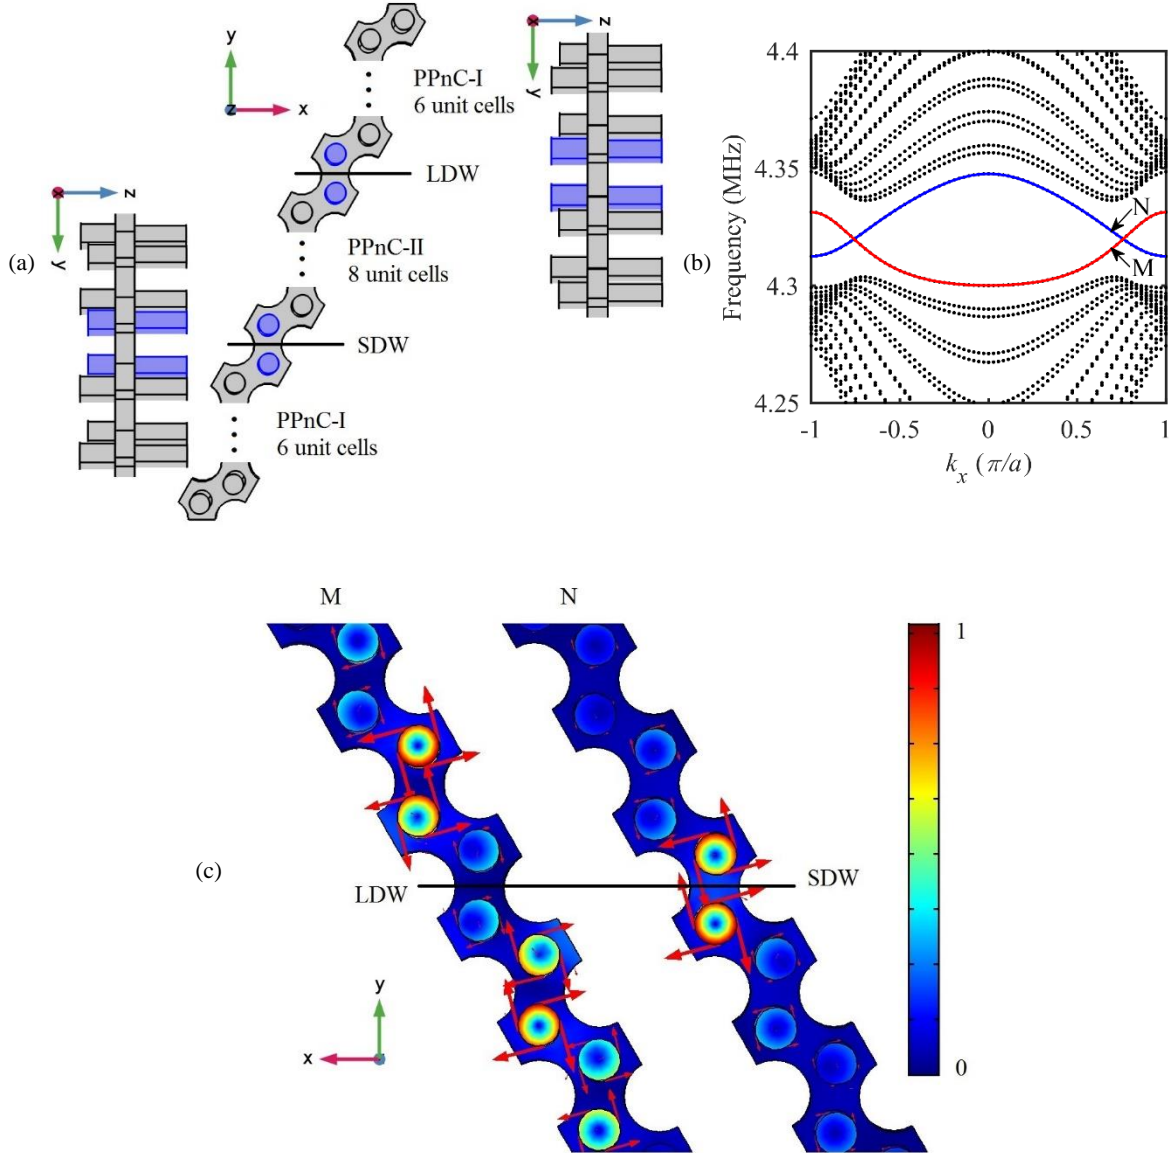 (a)
y
x
z
PPnC-I
6 unit cells
LDW
PPnC-II
8 unit cells
SDW
PPnC-I
6 unit cells
x
z
y
x
z
y
(b)
Frequency (MHz)
4.4
4.35
4.3
4.25
-1
-0.5
0
0.5
1
k_x (π/a)
N
M
(c)
M
N
LDW
SDW
y
x
1
0